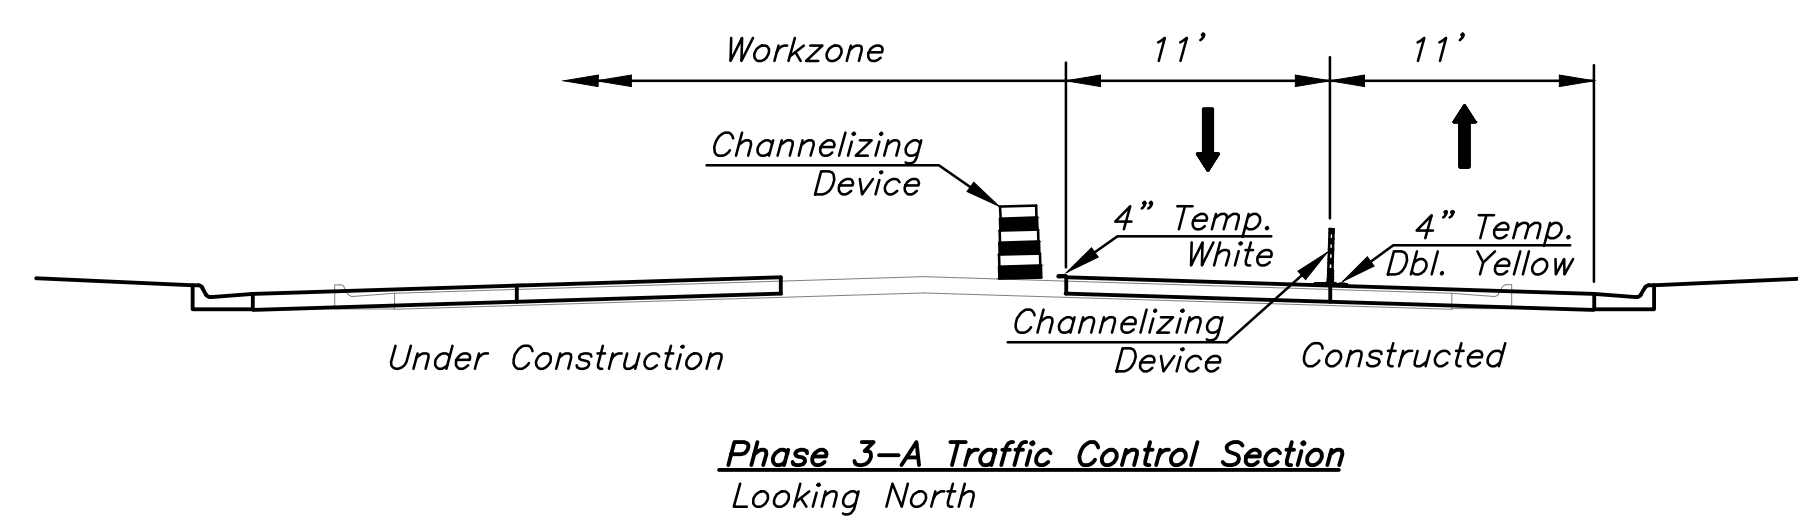 Workzone
11'
11'
Channelizing
Device
4" Temp.
White
4" Temp.
Dbl. Yellow
Channelizing
Device
Under Construction
Constructed
Phase 3-A Traffic Control Section
Looking North